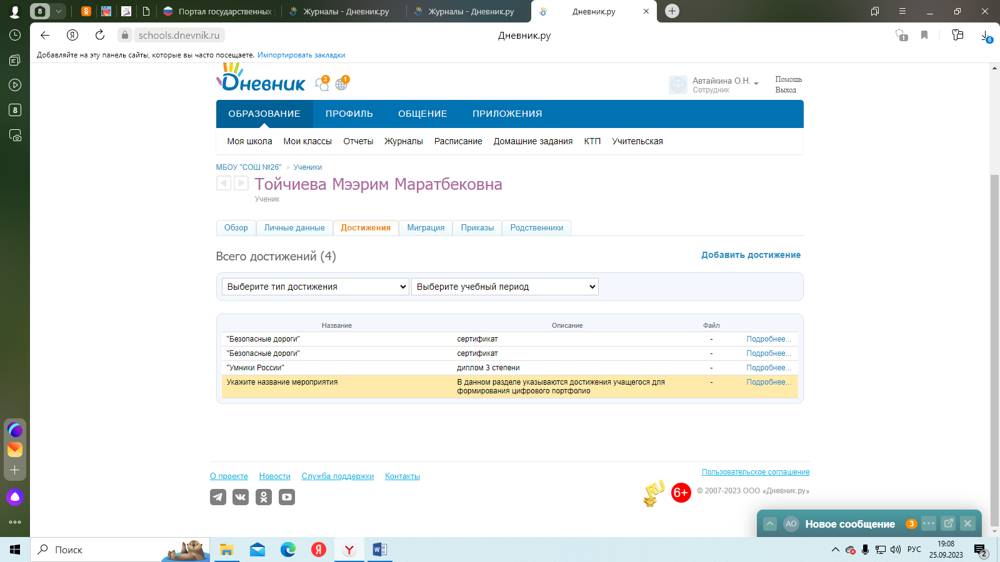 8
Портал государственных
Журналы - Дневник.ру
Журналы - Дневник.ру
Дневник.ру
schools.dnevnik.ru
Дневник.ру
1
6
Добавляйте на эту панель сайты, которые вы часто посещаете. Импортировать закладки
8
Дневник
3
1
Автайкина О.Н.
Сотрудник
Помощь
Выход
ОБРАЗОВАНИЕ ПРОФИЛЬ ОБЩЕНИЕ ПРИЛОЖЕНИЯ
Моя школа Мои классы Отчеты Журналы Расписание Домашние задания КТП Учительская
МБОУ "СОШ №26" > Ученики
Тойчиева Мээрим Маратбековна
Ученик
Обзор Личные данные Достижения Миграция Приказы Родственники
Всего достижений (4)
Добавить достижение
Выберите тип достижения Выберите учебный период
Название Описание Файл
"Безопасные дороги" сертификат - Подробнее...
"Безопасные дороги" сертификат - Подробнее...
"Умники России" диплом 3 степени - Подробнее...
Укажите название мероприятия В данном разделе указываются достижения учащегося для - Подробнее...
формирования цифрового портфолио
О проекте Новости Служба поддержки Контакты
Пользовательское соглашение
RU
6+
© 2007-2023 ООО «Дневник.ру»
АО Новое сообщение 3
Поиск
РУС
19:08
25.09.2023
2